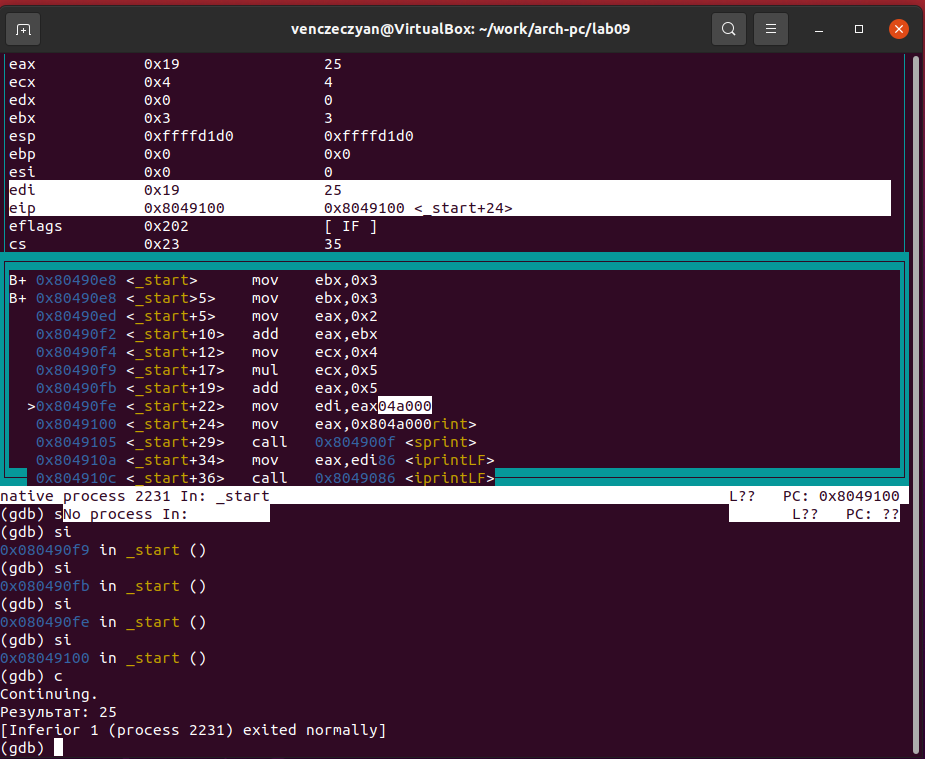 venczeczyan@VirtualBox: ~/work/arch-pc/lab09
eax 0x19 25
ecx 0x4 4
edx 0x0 0
ebx 0x3 3
esp 0xffffd1d0 0xffffd1d0
ebp 0x0 0x0
esi 0x0 0
edi 0x19 25
eip 0x8049100 0x8049100 <_start+24>
eflags 0x202 [ IF ]
cs 0x23 35
B+ 0x80490e8 <_start> mov ebx,0x3
B+ 0x80490e8 <_start>5> mov ebx,0x3
0x80490ed <_start+5> mov eax,0x2
0x80490f2 <_start+10> add eax,ebx
0x80490f4 <_start+12> mov ecx,0x4
0x80490f9 <_start+17> mul ecx,0x5
0x80490fb <_start+19> add eax,0x5
>0x80490fe <_start+22> mov edi,eax04a000
0x8049100 <_start+24> mov eax,0x804a000rint>
0x8049105 <_start+29> call 0x804900f <sprint>
0x804910a <_start+34> mov eax,edi86 <iprintLF>
0x804910c <_start+36> call 0x8049086 <iprintLF>
native process 2231 In: _start L?? PC: 0x8049100
(gdb) sNo process In: L?? PC: ??
(gdb) si
0x080490f9 in _start ()
(gdb) si
0x080490fb in _start ()
(gdb) si
0x080490fe in _start ()
(gdb) si
0x08049100 in _start ()
(gdb) c
Continuing.
Результат: 25
[Inferior 1 (process 2231) exited normally]
(gdb)